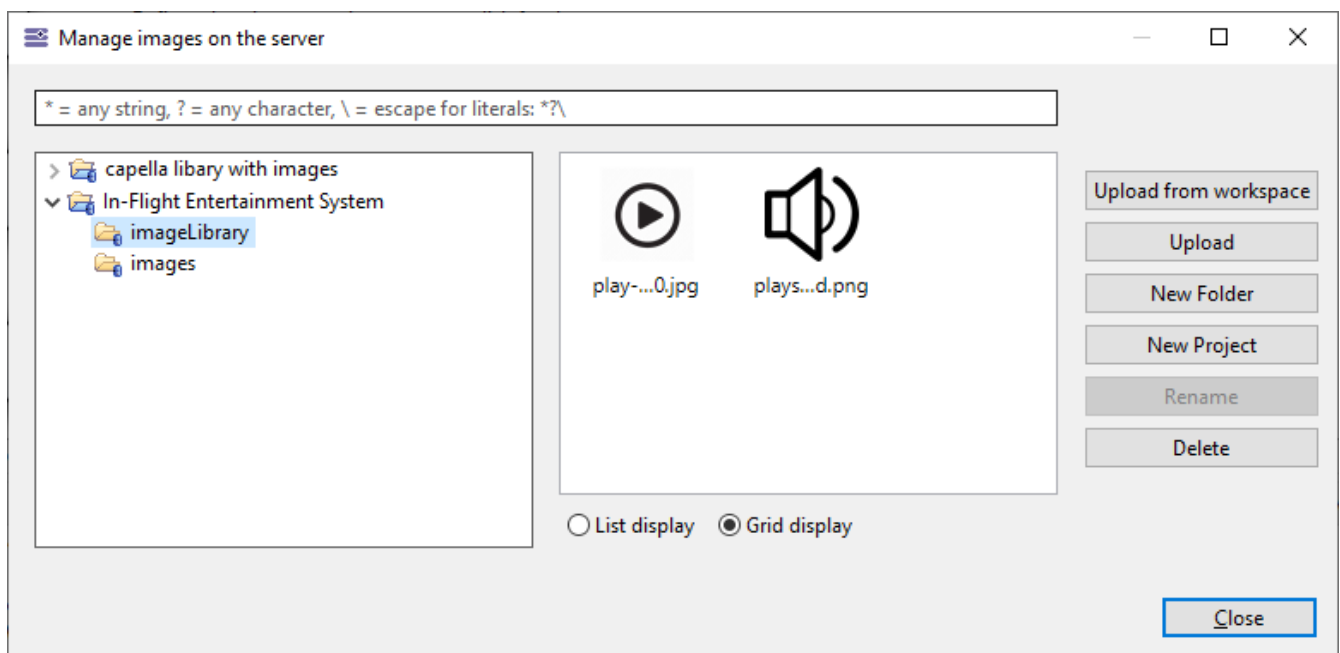 Manage images on the server
* = any string, ? = any character, \ = escape for literals: *?\
capella libary with images
In-Flight Entertainment System
imageLibrary
images
play-...0.jpg
plays...d.png
List display
Grid display
Upload from workspace
Upload
New Folder
New Project
Rename
Delete
Close